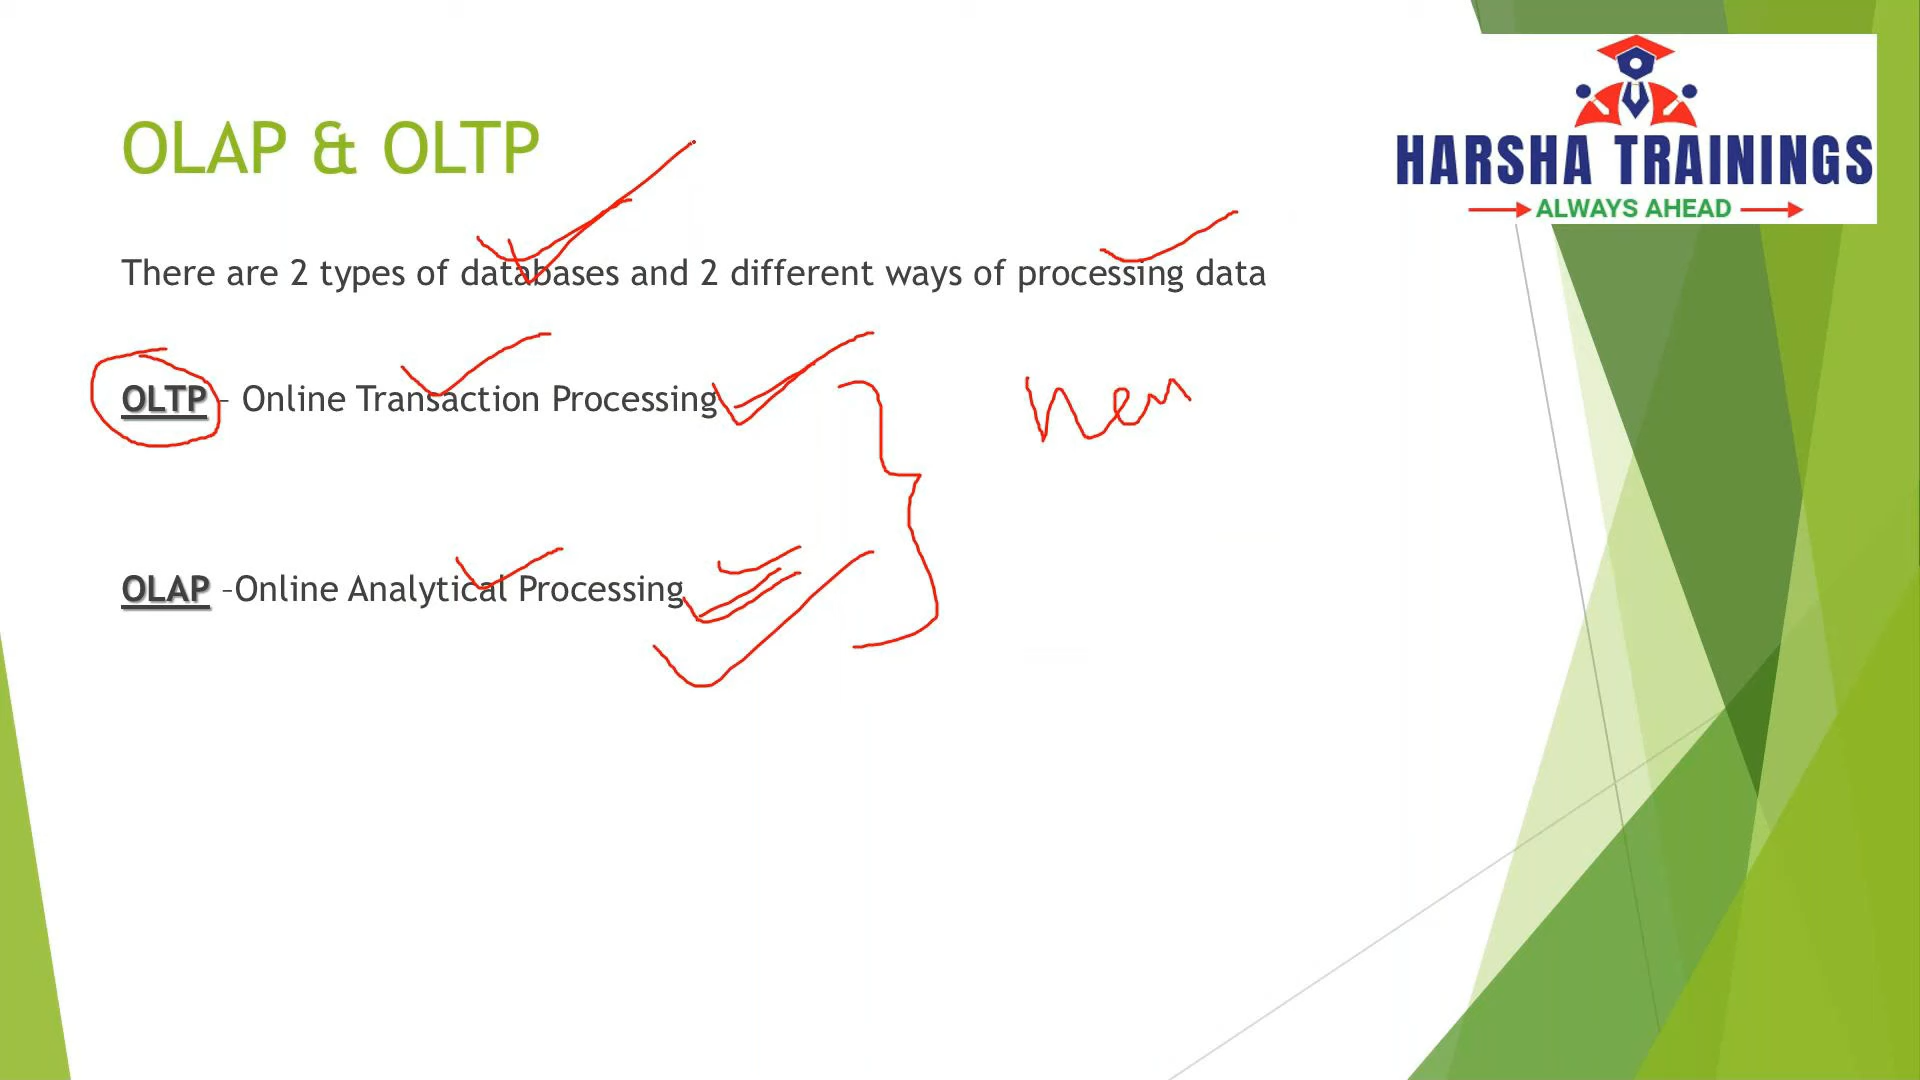 OLAP & OLTP
HARSHA TRAININGS
ALWAYS AHEAD
There are 2 types of databases and 2 different ways of processing data
OLTP – Online Transaction Processing
OLAP –Online Analytical Processing